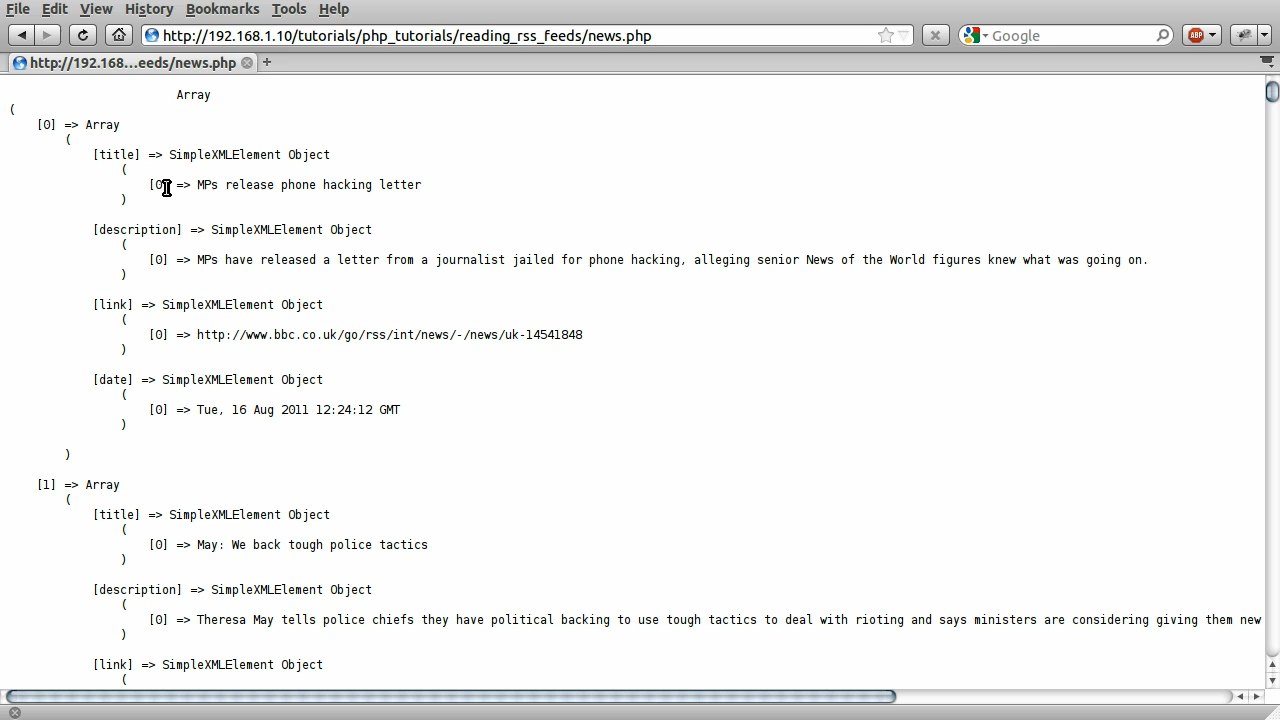 File Edit View History Bookmarks Tools Help
http://192.168.1.10/tutorials/php_tutorials/reading_rss_feeds/news.php
Google
ABP
http://192.168...eeds/news.php
+
Array
(
[0] => Array
(
[title] => SimpleXMLElement Object
(
[0] => MPs release phone hacking letter
)
[description] => SimpleXMLElement Object
(
[0] => MPs have released a letter from a journalist jailed for phone hacking, alleging senior News of the World figures knew what was going on.
)
[link] => SimpleXMLElement Object
(
[0] => http://www.bbc.co.uk/go/rss/int/news/-/news/uk-14541848
)
[date] => SimpleXMLElement Object
(
[0] => Tue, 16 Aug 2011 12:24:12 GMT
)
)
[1] => Array
(
[title] => SimpleXMLElement Object
(
[0] => May: We back tough police tactics
)
[description] => SimpleXMLElement Object
(
[0] => Theresa May tells police chiefs they have political backing to use tough tactics to deal with rioting and says ministers are considering giving them new
)
[link] => SimpleXMLElement Object
(